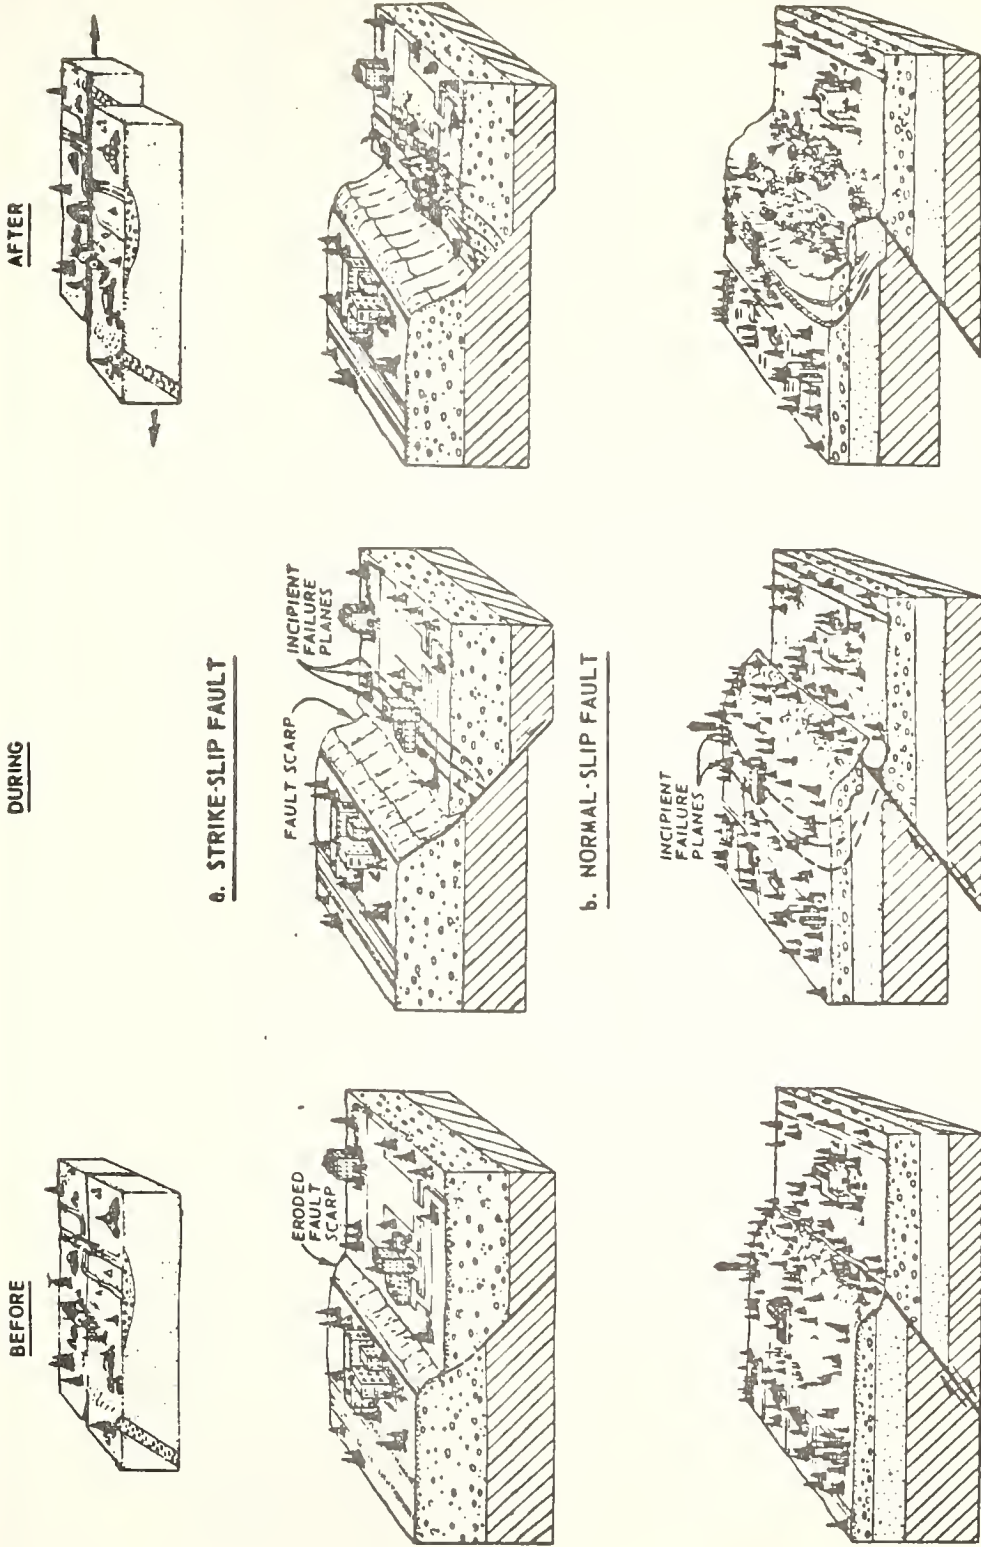 BEFORE
DURING
AFTER
a. STRIKE-SLIP FAULT
ERODED
FAULT
SCARP
FAULT SCARP
INCIPIENT
FAILURE
PLANES
b. NORMAL-SLIP FAULT
INCIPIENT
FAILURE
PLANES